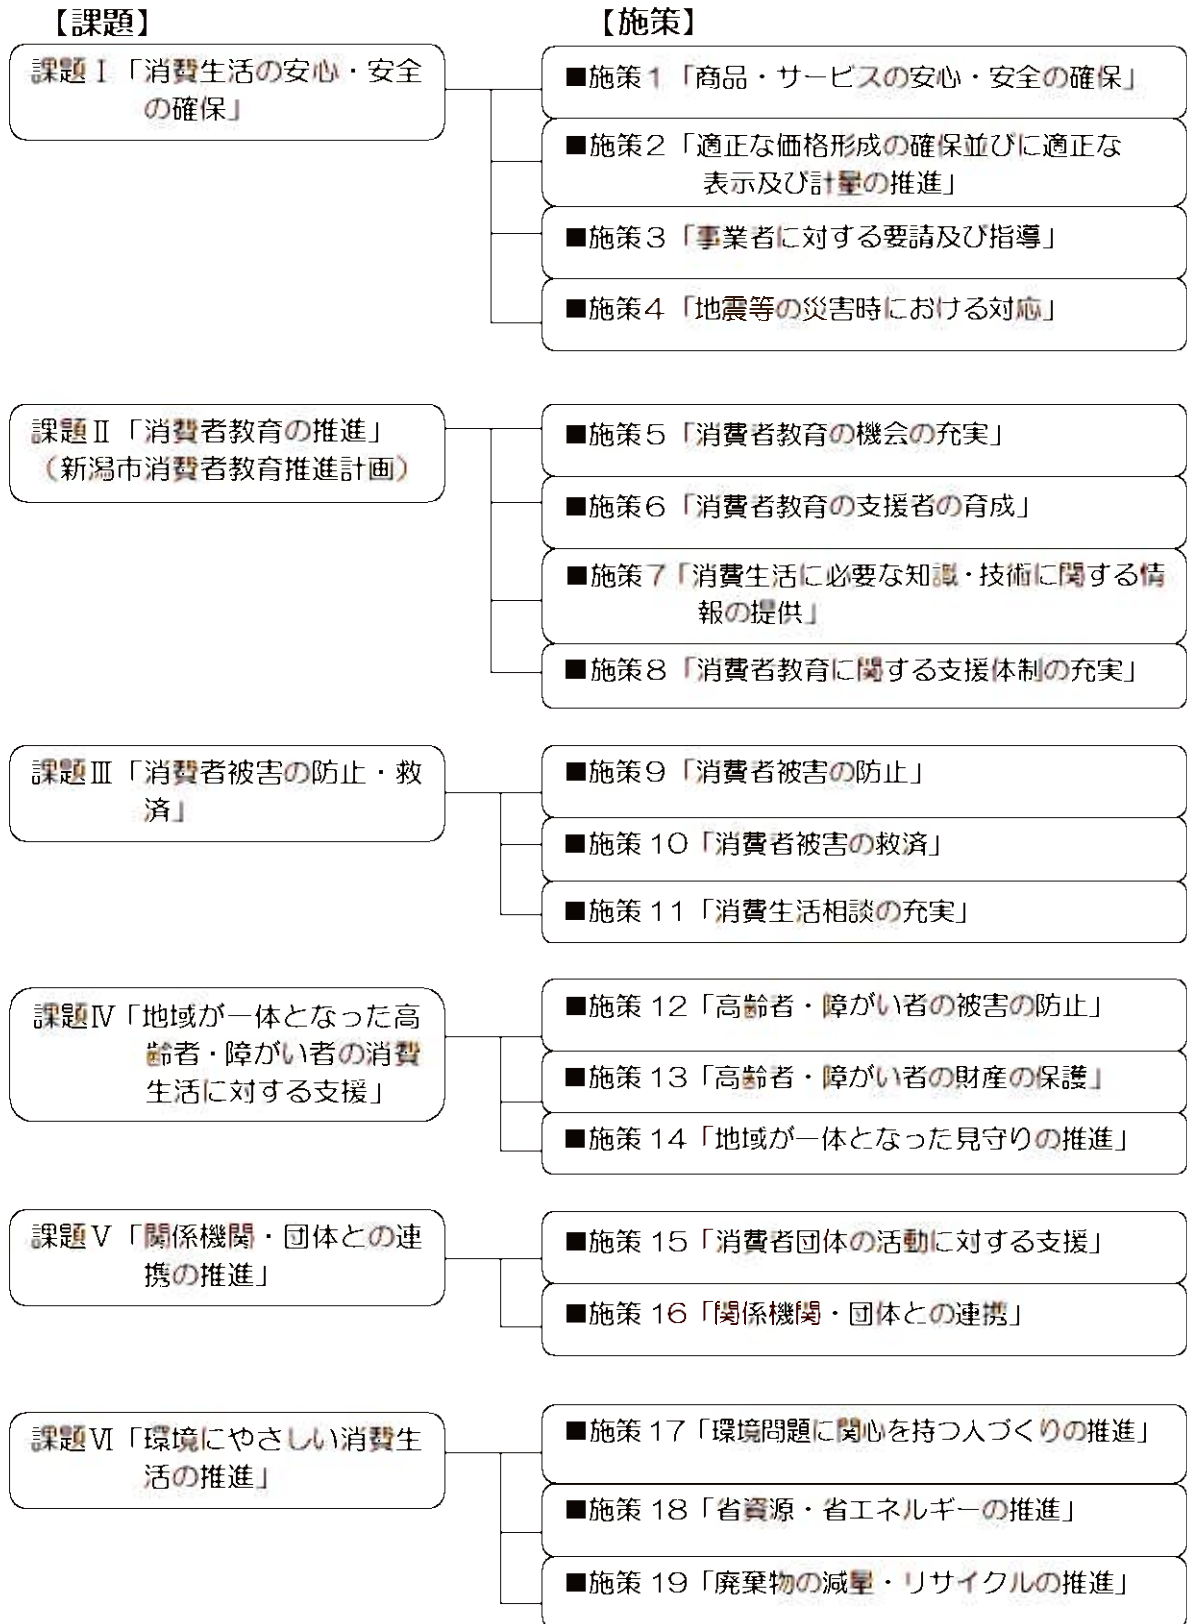 【課題】
【施策】
課題Ⅰ「消費生活の安心・安全
の確保」
■施策1「商品・サービスの安心・安全の確保」
■施策2「適正な価格形成の確保並びに適正な
表示及び計量の推進」
■施策3「事業者に対する要請及び指導」
■施策4「地震等の災害時における対応」
課題Ⅱ「消費者教育の推進」
（新潟市消費者教育推進計画）
■施策5「消費者教育の機会の充実」
■施策6「消費者教育の支援者の育成」
■施策7「消費生活に必要な知識・技術に関する情
報の提供」
■施策8「消費者教育に関する支援体制の充実」
課題Ⅲ「消費者被害の防止・救
済」
■施策9「消費者被害の防止」
■施策10「消費者被害の救済」
■施策11「消費生活相談の充実」
課題Ⅳ「地域が一体となった高
齢者・障がい者の消費
生活に対する支援」
■施策12「高齢者・障がい者の被害の防止」
■施策13「高齢者・障がい者の財産の保護」
■施策14「地域が一体となった見守りの推進」
課題Ⅴ「関係機関・団体との連
携の推進」
■施策15「消費者団体の活動に対する支援」
■施策16「関係機関・団体との連携」
課題Ⅵ「環境にやさしい消費生
活の推進」
■施策17「環境問題に関心を持つ人づくりの推進」
■施策18「省資源・省エネルギーの推進」
■施策19「廃棄物の減量・リサイクルの推進」